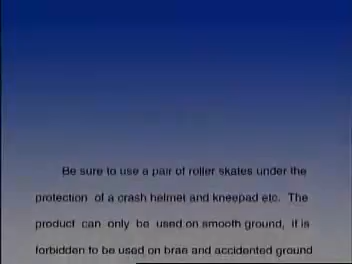 Be sure to use a pair of roller skates under the
protection of a crash helmet and kneepad etc. The
product can only be used on smooth ground, it is
forbidden to be used on brae and accidented ground